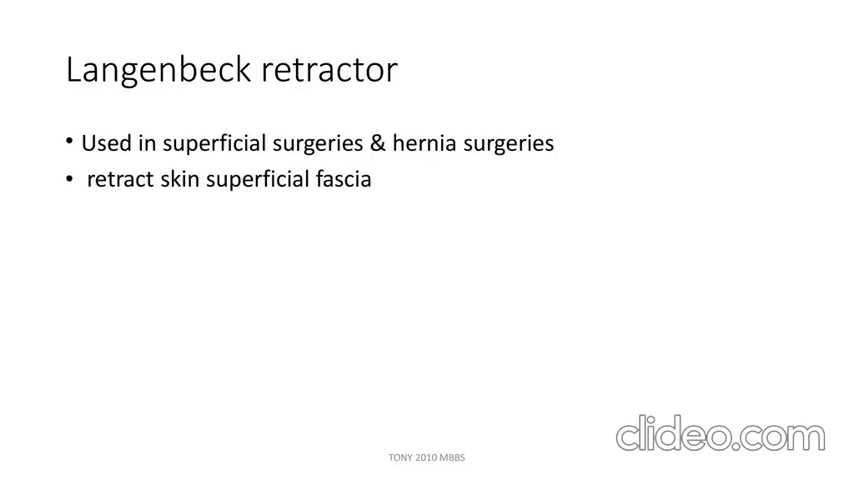 Langenbeck retractor
• Used in superficial surgeries & hernia surgeries
• retract skin superficial fascia
clideo.com
TONY 2010 MBBS